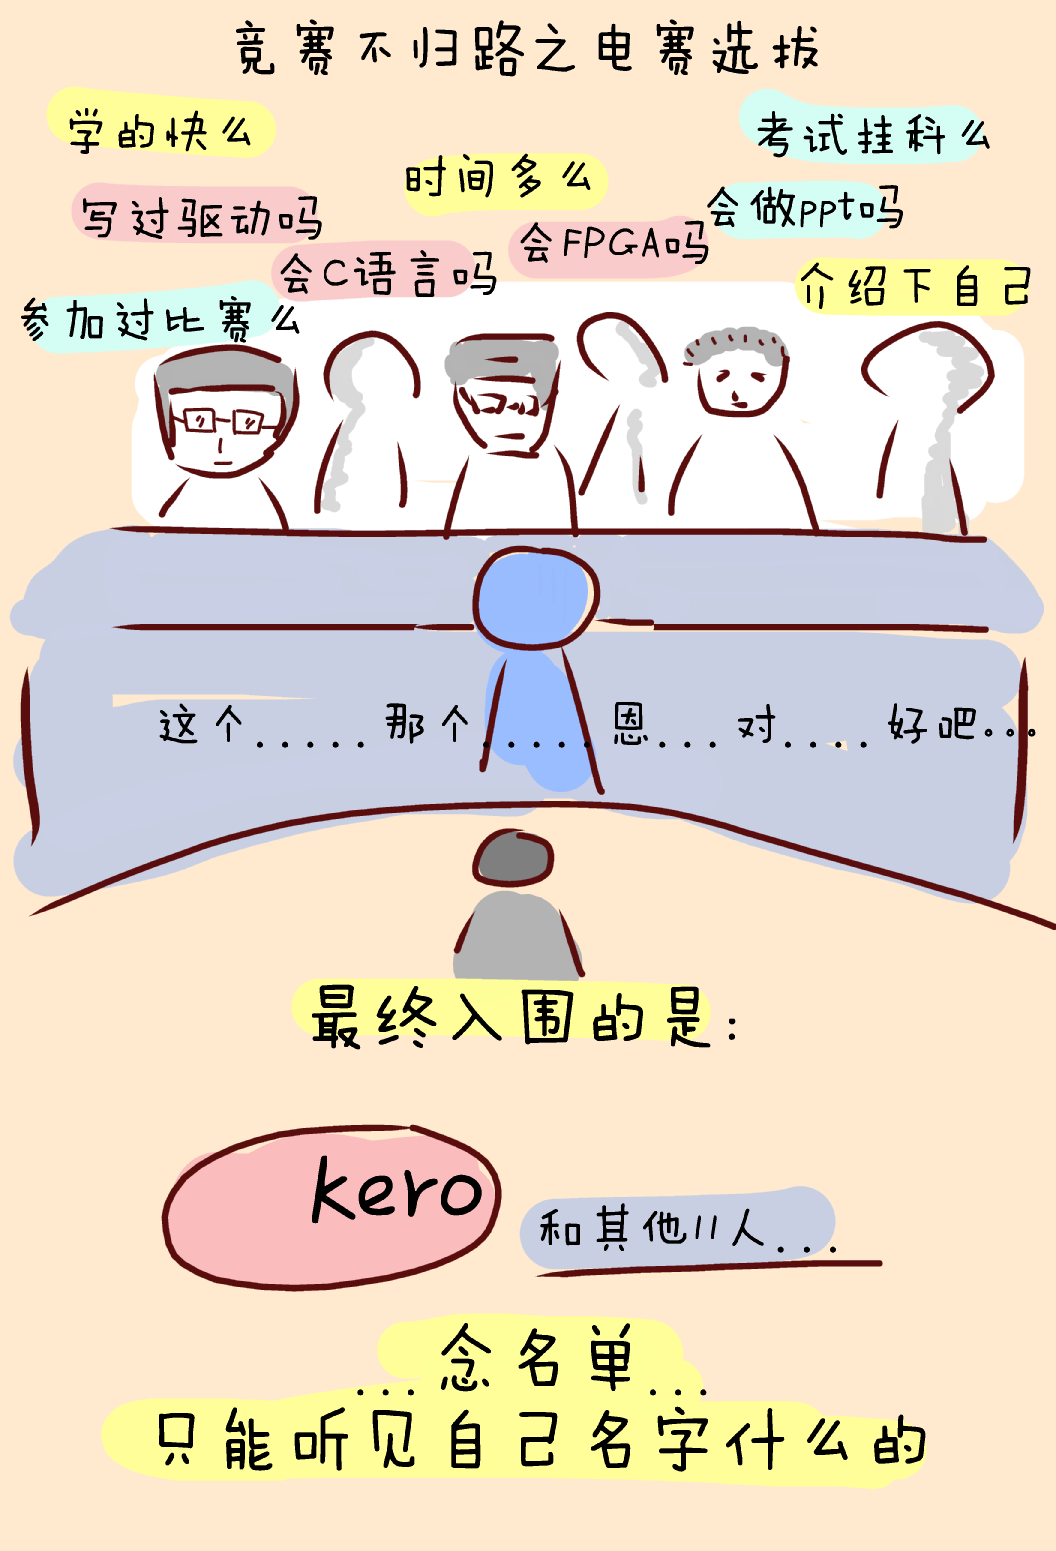 竞赛不归路之电赛选拔
学的快么
考试挂科么
时间多么
写过驱动吗
会做ppt吗
会FPGA吗
会C语言吗
介绍下自己
参加过比赛么
这个.....那个.....恩...对....好吧...
最终入围的是:
kero
和其他11人...
...念名单...
只能听见自己名字什么的